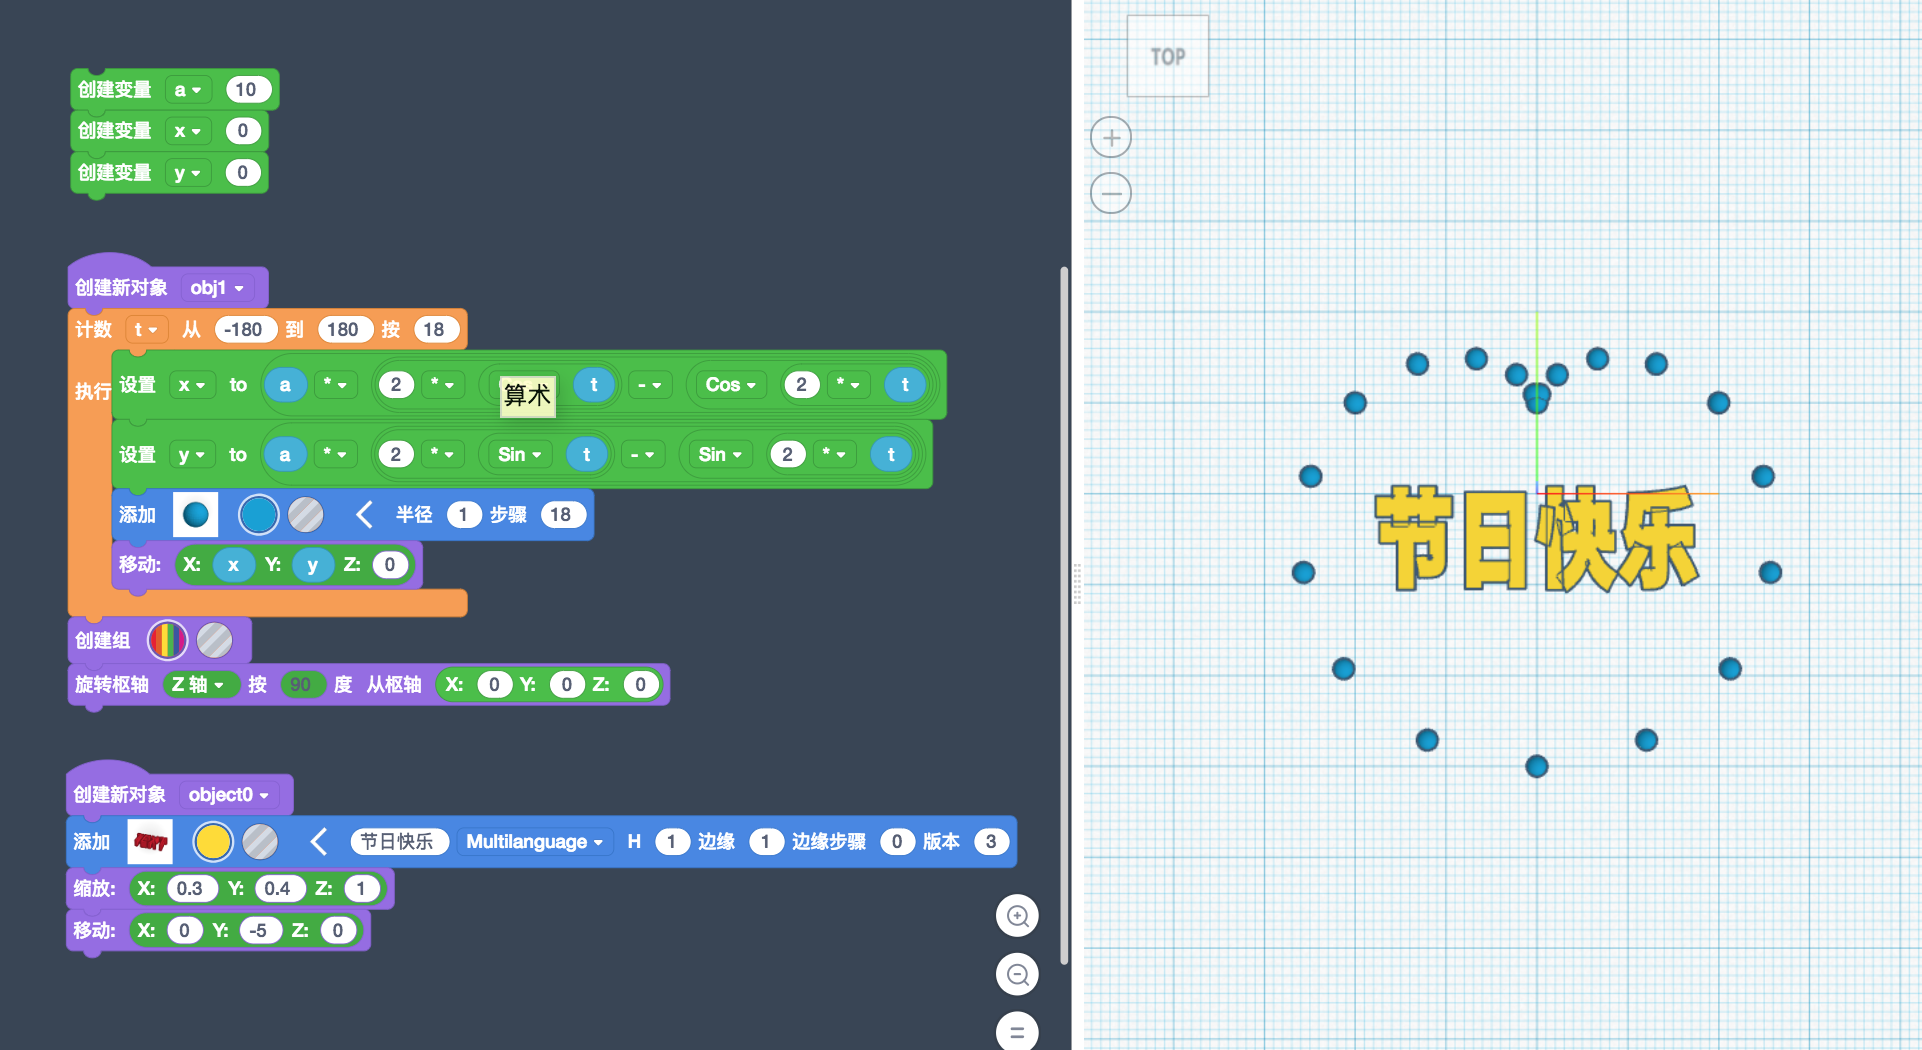 创建变量 a 10
创建变量 x 0
创建变量 y 0
创建新对象 obj1
计数 t 从 -180 到 180 按 18
执行
设置 x to a * 2 * t - Cos 2 * t
算术
设置 y to a * 2 * Sin t - Sin 2 * t
添加 半径 1 步骤 18
移动: X: x Y: y Z: 0
创建组
旋转枢轴 Z 轴 按 90 度 从枢轴 X: 0 Y: 0 Z: 0
创建新对象 object0
添加 节日快乐 Multilanguage H 1 边缘 1 边缘步骤 0 版本 3
缩放: X: 0.3 Y: 0.4 Z: 1
移动: X: 0 Y: -5 Z: 0
TOP
节日快乐